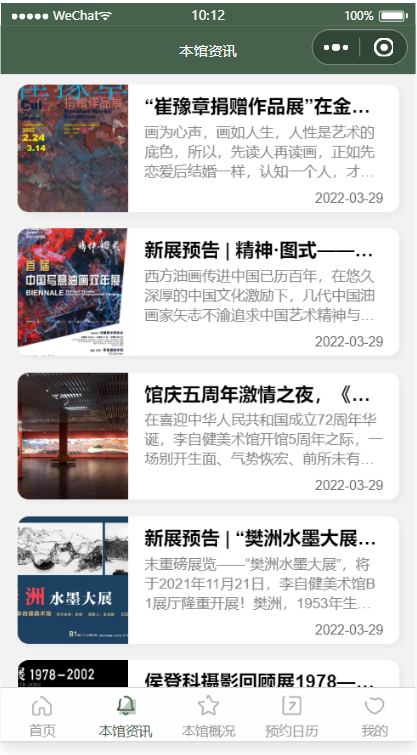 WeChat
10:12
100%
本馆资讯
崔豫章
Cui
捐赠作品展
2002
2.24
3.14
“崔豫章捐赠作品展”在金...
画为心声，画如人生，人性是艺术的
底色，所以，先读人再读画，正如先
恋爱后结婚一样，认知一个人，才...
2022-03-29
精神·图式
首届
中国写意油画双年展
BIENNALE
新展预告 | 精神·图式——...
西方油画传进中国已历百年，在悠久
深厚的中国文化激励下，几代中国油
画家矢志不渝追求中国艺术精神与...
2022-03-29
馆庆五周年激情之夜，《...
在喜迎中华人民共和国成立72周年华
诞，李自健美术馆开馆5周年之际，一
场别开生面、气势恢宏、前所未有...
2022-03-29
洲 水墨大展
李自健美术馆
B1
新展预告 | “樊洲水墨大展...
末重磅展览——“樊洲水墨大展”，将
于2021年11月21日，李自健美术馆B
1展厅隆重开展！樊洲，1953年生...
2022-03-29
展 1978–2002
侯登科摄影回顾展1978—...
首页
本馆资讯
本馆概况
7
预约日历
我的